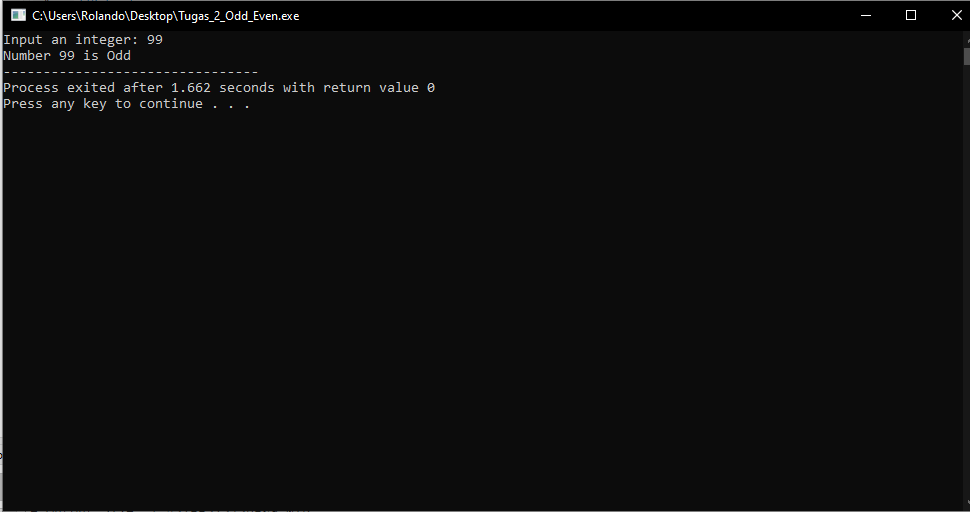 C:\Users\Rolando\Desktop\Tugas_2_Odd_Even.exe
Input an integer: 99
Number 99 is Odd
--------------------------------
Process exited after 1.662 seconds with return value 0
Press any key to continue . . .